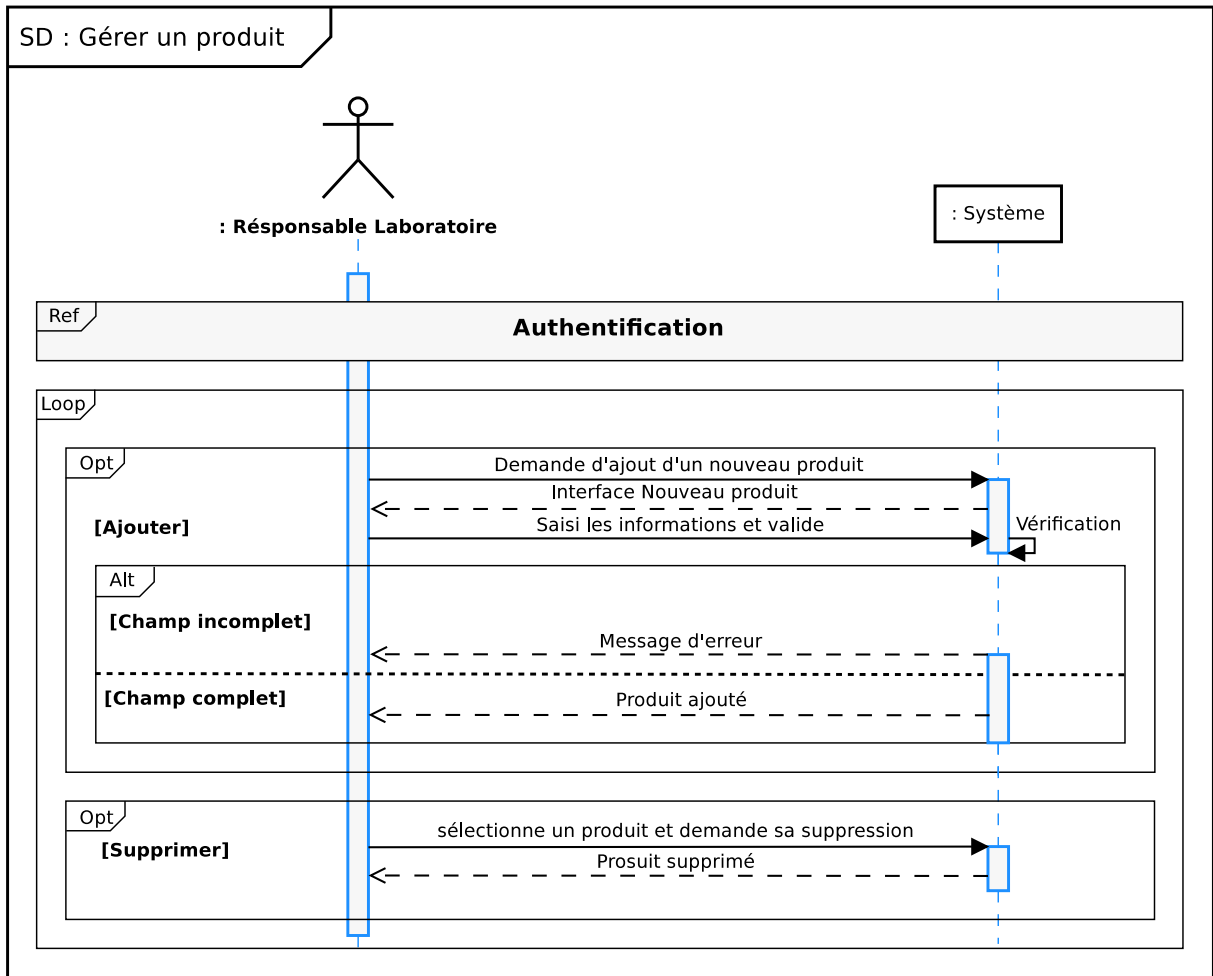 SD : Gérer un produit
: Résponsable Laboratoire
: Système
Ref
Authentification
Loop
Opt
Demande d'ajout d'un nouveau produit
Interface Nouveau produit
[Ajouter]
Saisi les informations et valide
Vérification
Alt
[Champ incomplet]
Message d'erreur
[Champ complet]
Produit ajouté
Opt
[Supprimer]
sélectionne un produit et demande sa suppression
Prosuit supprimé